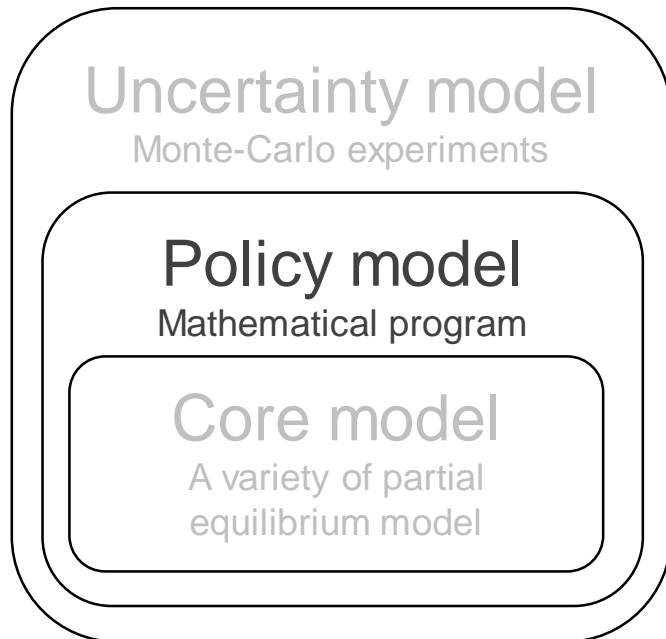 Uncertainty model
Monte-Carlo experiments
Policy model
Mathematical program
Core model
A variety of partial
equilibrium model